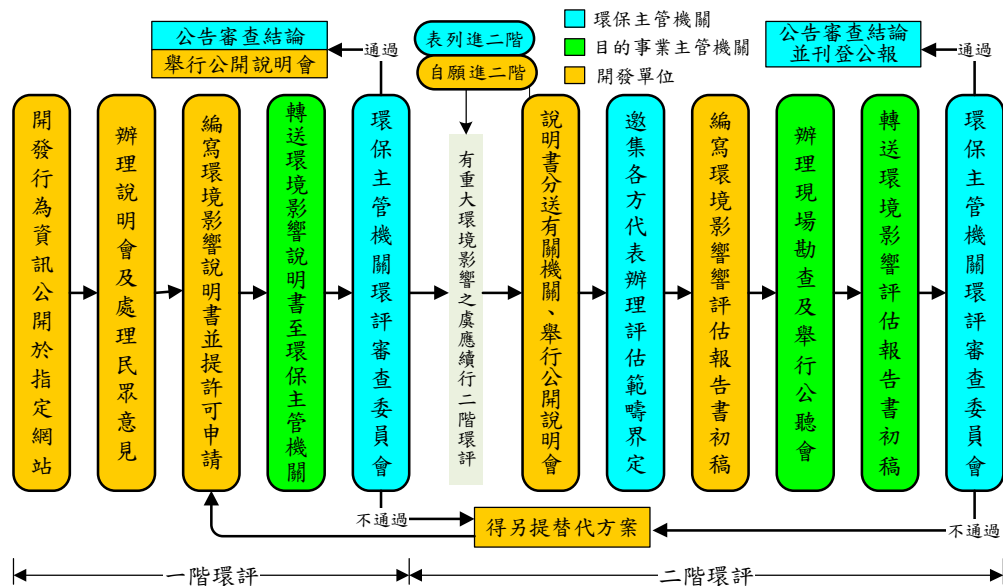 公告審查結論
舉行公開說明會
通過
表列進二階
自願進二階
環保主管機關
目的事業主管機關
開發單位
公告審查結論
並刊登公報
通過
開發行為資訊公開於指定網站
辦理說明會及處理民眾意見
編寫環境影響說明書並提許可申請
轉送環境影響說明書至環保主管機關
環保主管機關環評審查委員會
有重大環境影響之虞應續行二階環評
說明書分送有關機關、舉行公開說明會
邀集各方代表辦理評估範疇界定
編寫環境影響響評估報告書初稿
辦理現場勘查及舉行公聽會
轉送環境影響評估報告書初稿
環保主管機關環評審查委員會
不通過
得另提替代方案
不通過
一階環評
二階環評